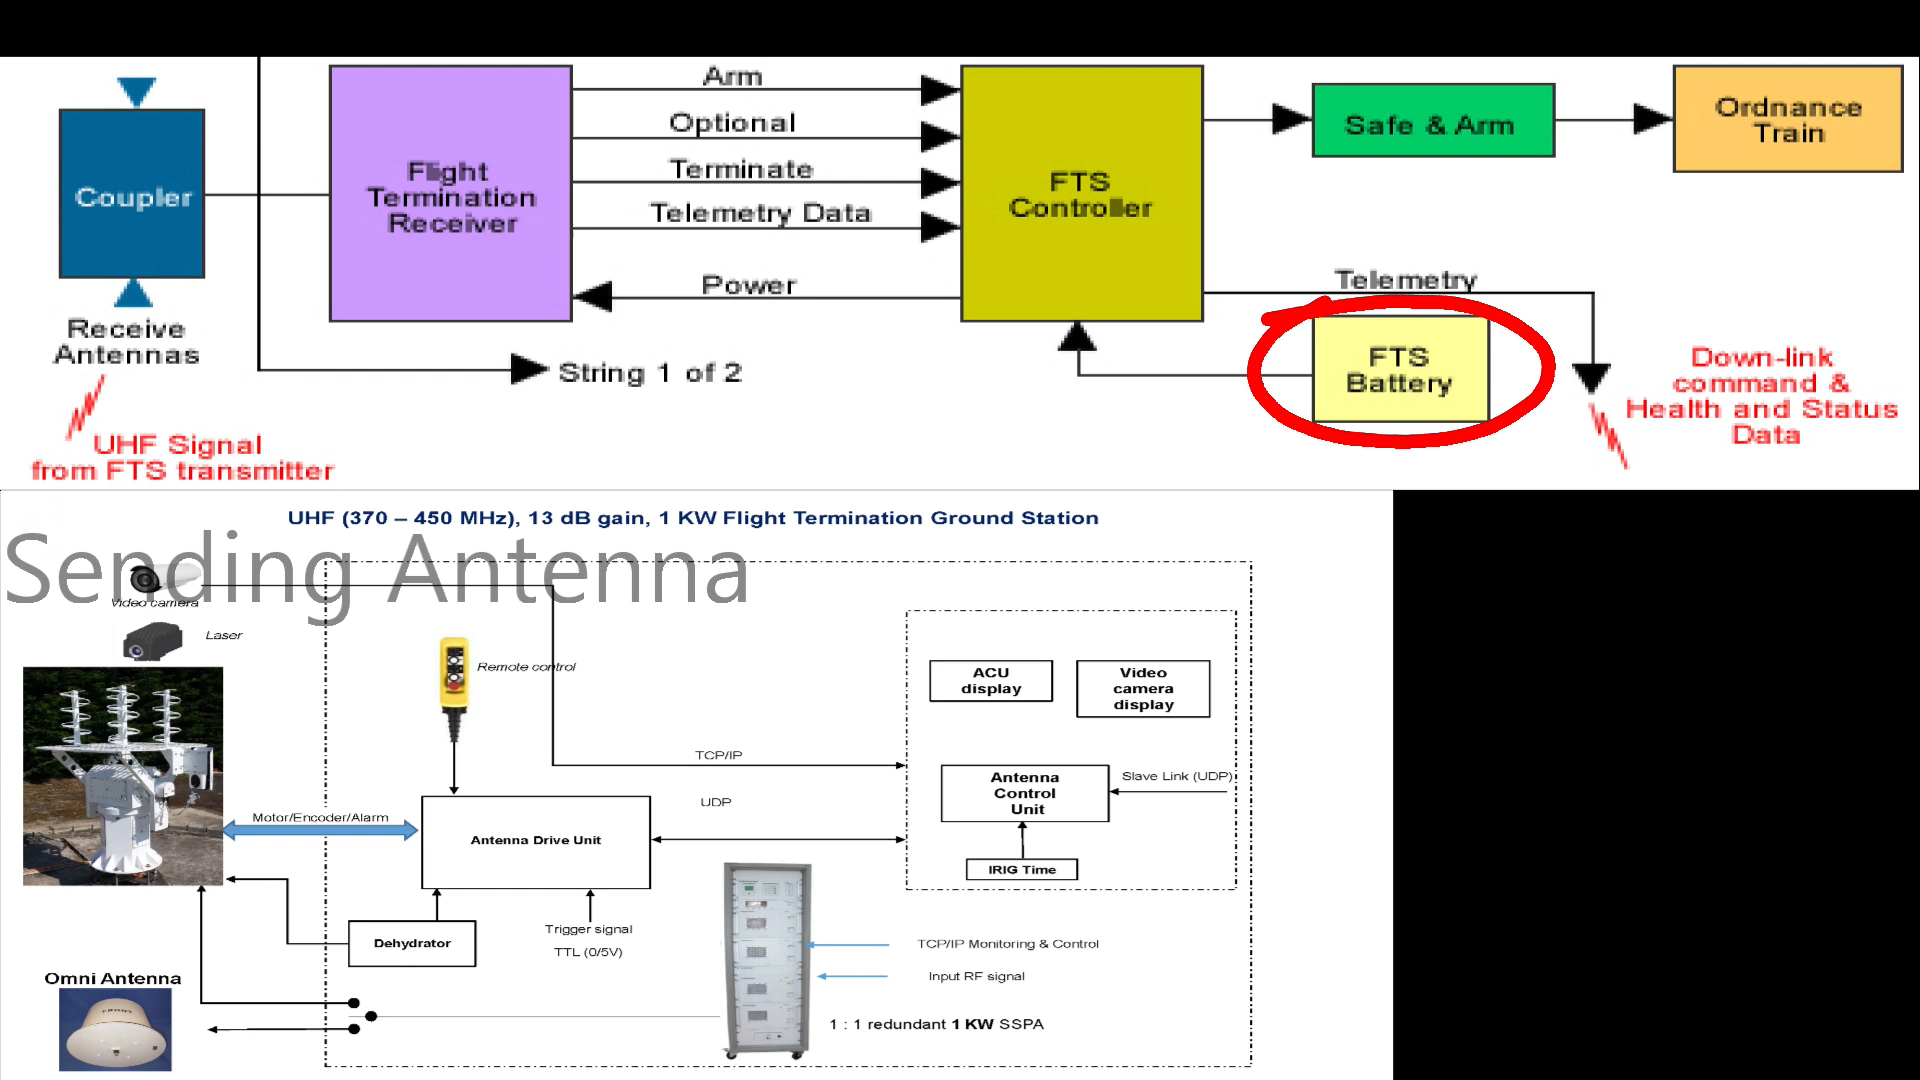 Arm
Optional
Terminate
Telemetry Data
Power
Coupler
Flight
Termination
Receiver
FTS
Controller
Safe & Arm
Ordnance
Train
Telemetry
FTS
Battery
Receive
Antennas
String 1 of 2
UHF Signal
from FTS transmitter
Down-link
command &
Health and Status
Data
UHF (370 – 450 MHz), 13 dB gain, 1 KW Flight Termination Ground Station
Sending Antenna
Video camera
Laser
Remote control
ACU
display
Video
camera
display
TCP/IP
UDP
Antenna
Control
Unit
Slave Link (UDP)
IRIG Time
Motor/Encoder/Alarm
Antenna Drive Unit
Dehydrator
Trigger signal
TTL (0/5V)
TCP/IP Monitoring & Control
Input RF signal
1 : 1 redundant 1 KW SSPA
Omni Antenna